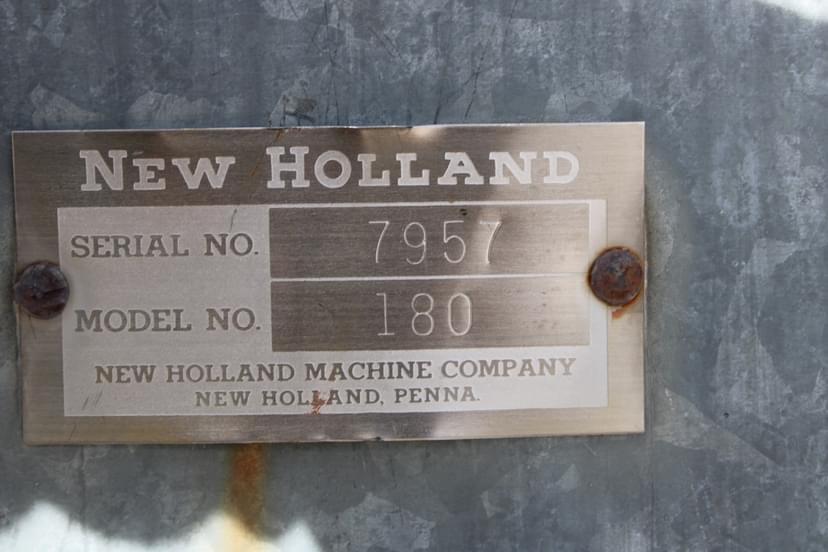 NEW HOLLAND
SERIAL NO. 7957
MODEL NO. 180
NEW HOLLAND MACHINE COMPANY
NEW HOLLAND, PENNA.